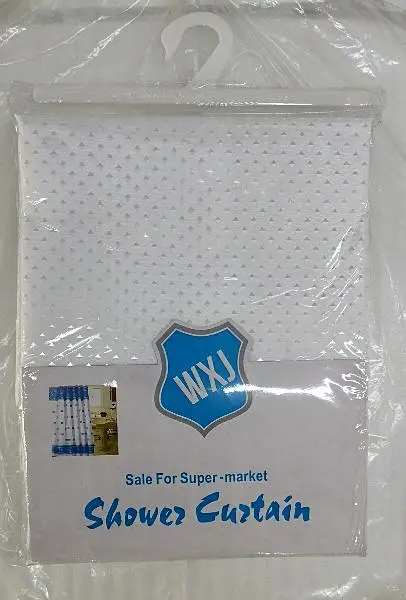 WXJ
Sale For Super-market
Shower Curtain